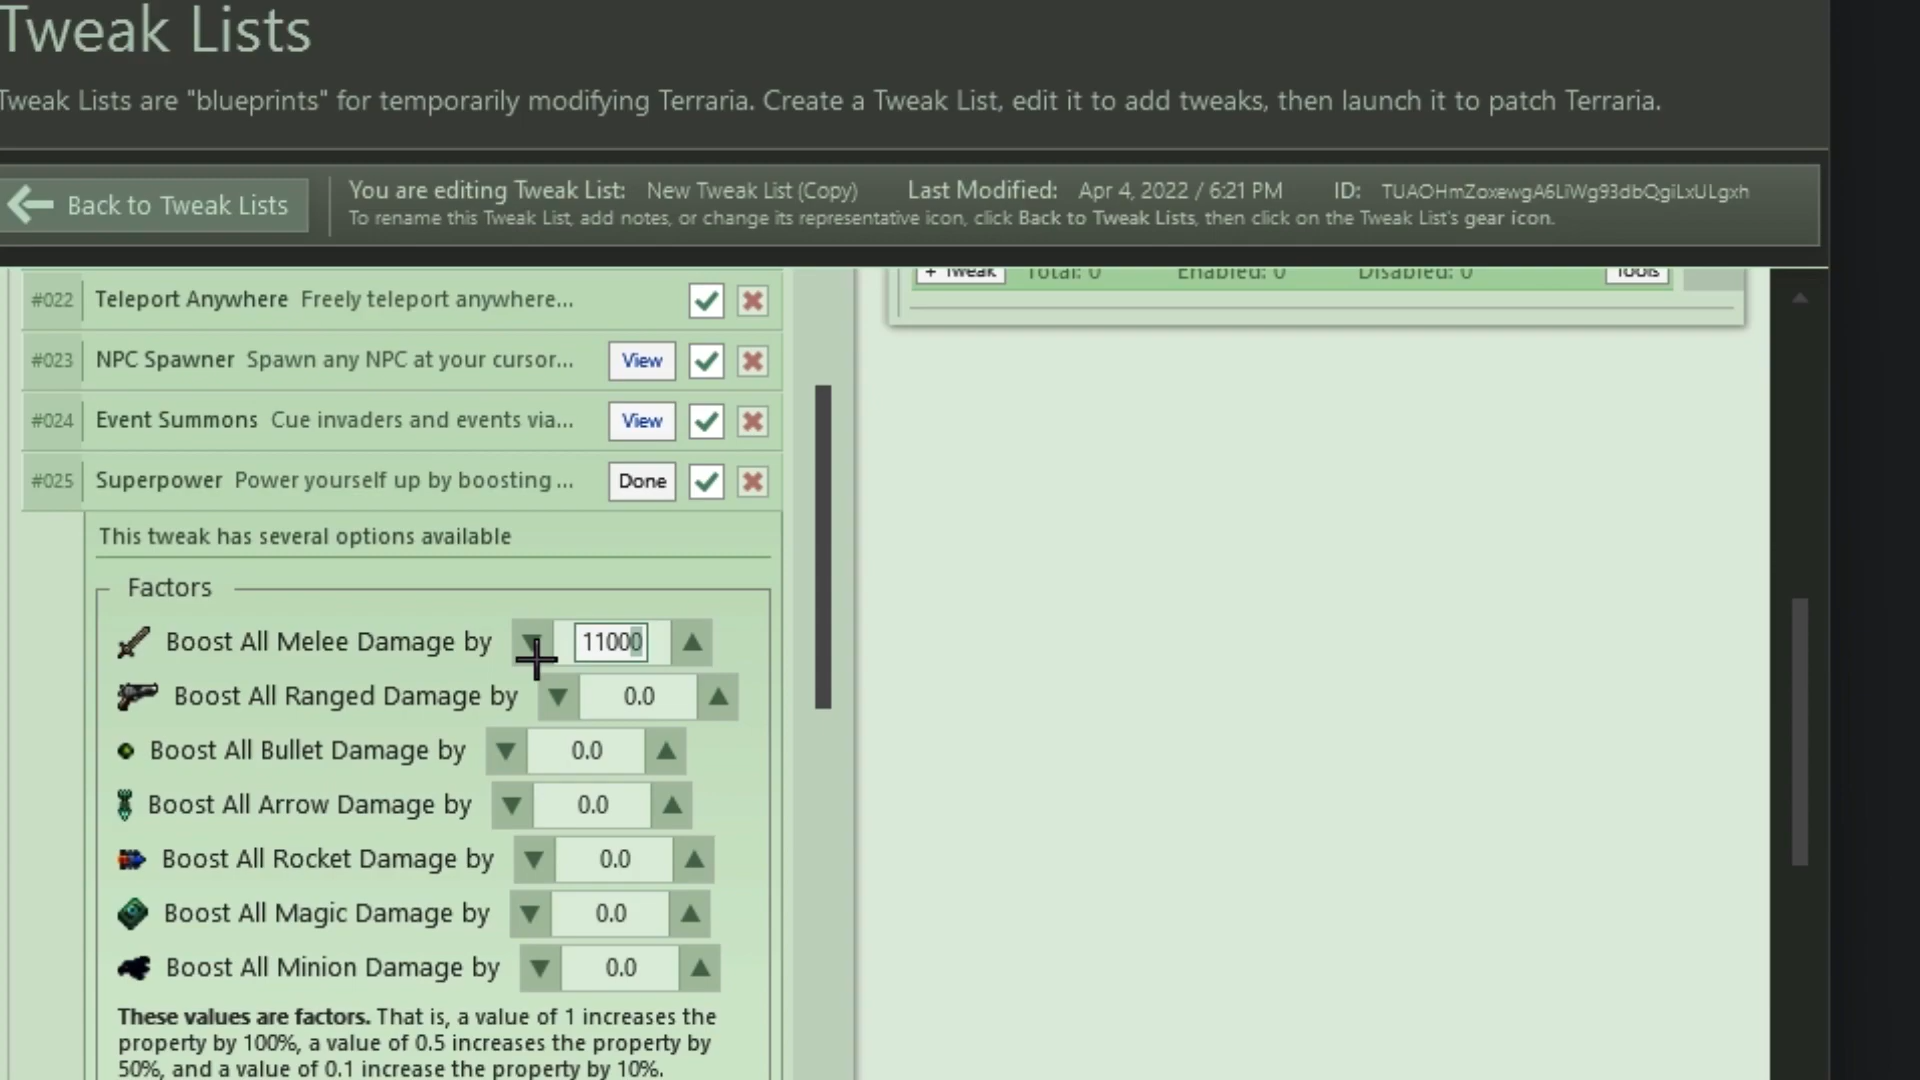 Tweak Lists
Tweak Lists are "blueprints" for temporarily modifying Terraria. Create a Tweak List, edit it to add tweaks, then launch it to patch Terraria.
Back to Tweak Lists
You are editing Tweak List: New Tweak List (Copy) Last Modified: Apr 4, 2022 / 6:21 PM ID: TUAOHmZoxewgA6LiWg93dbQgiLxULgxh
To rename this Tweak List, add notes, or change its representative icon, click Back to Tweak Lists, then click on the Tweak List's gear icon.
+ Tweak Total: 0 Enabled: 0 Disabled: 0 Tools
#022 Teleport Anywhere Freely teleport anywhere...
#023 NPC Spawner Spawn any NPC at your cursor... View
#024 Event Summons Cue invaders and events via... View
#025 Superpower Power yourself up by boosting ... Done
This tweak has several options available
Factors
Boost All Melee Damage by 11000
Boost All Ranged Damage by 0.0
Boost All Bullet Damage by 0.0
Boost All Arrow Damage by 0.0
Boost All Rocket Damage by 0.0
Boost All Magic Damage by 0.0
Boost All Minion Damage by 0.0
These values are factors. That is, a value of 1 increases the
property by 100%, a value of 0.5 increases the property by
50%, and a value of 0.1 increase the property by 10%.